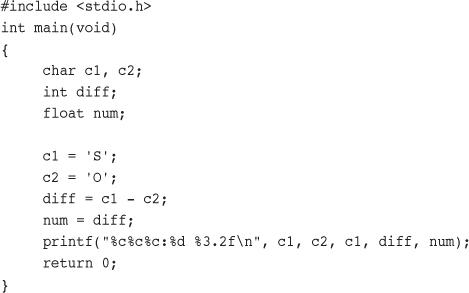 #include <stdio.h>
int main(void)
{
     char c1, c2;
     int diff;
     float num;

     c1 = 'S';
     c2 = 'O';
     diff = c1 - c2;
     num = diff;
     printf("%c%c%c:%d %3.2f\n", c1, c2, c1, diff, num);
     return 0;
}